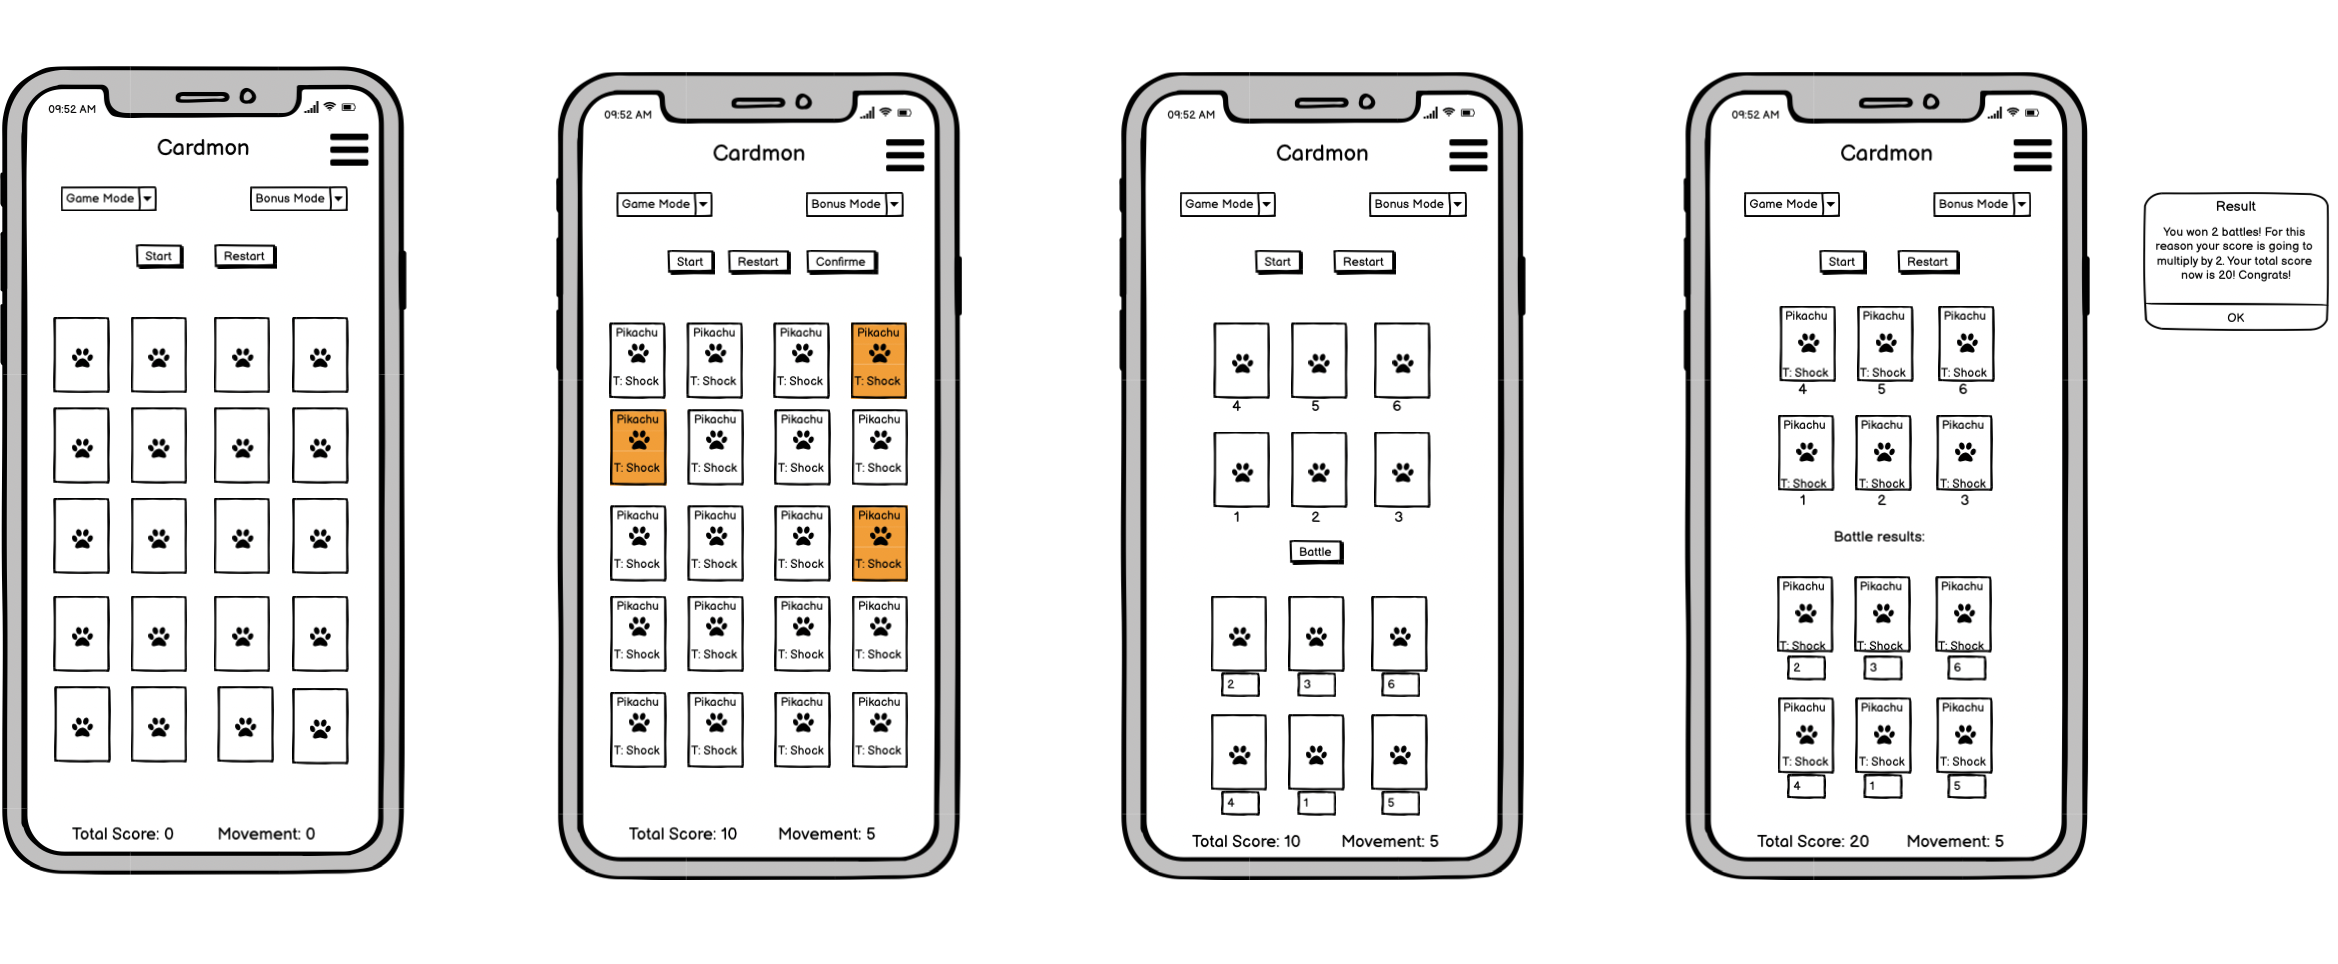 09:52 AM
Cardmon
Game Mode
Bonus Mode
Start
Restart
Total Score: 0
Movement: 0
09:52 AM
Cardmon
Game Mode
Bonus Mode
Start
Restart
Confirme
Pikachu
Pikachu
Pikachu
Pikachu
T: Shock
T: Shock
T: Shock
T: Shock
Pikachu
Pikachu
Pikachu
Pikachu
T: Shock
T: Shock
T: Shock
T: Shock
Pikachu
Pikachu
Pikachu
Pikachu
T: Shock
T: Shock
T: Shock
T: Shock
Pikachu
Pikachu
Pikachu
Pikachu
T: Shock
T: Shock
T: Shock
T: Shock
Pikachu
Pikachu
Pikachu
Pikachu
T: Shock
T: Shock
T: Shock
T: Shock
Total Score: 10
Movement: 5
09:52 AM
Cardmon
Game Mode
Bonus Mode
Start
Restart
4
5
6
1
2
3
Battle
2
3
6
4
1
5
Total Score: 10
Movement: 5
09:52 AM
Cardmon
Game Mode
Bonus Mode
Start
Restart
Pikachu
Pikachu
Pikachu
T: Shock
T: Shock
T: Shock
4
5
6
Pikachu
Pikachu
Pikachu
T: Shock
T: Shock
T: Shock
1
2
3
Battle results:
Pikachu
Pikachu
Pikachu
T: Shock
T: Shock
T: Shock
2
3
6
Pikachu
Pikachu
Pikachu
T: Shock
T: Shock
T: Shock
4
1
5
Total Score: 20
Movement: 5
Result
You won 2 battles! For this
reason your score is going to
multiply by 2. Your total score
now is 20! Congrats!
OK